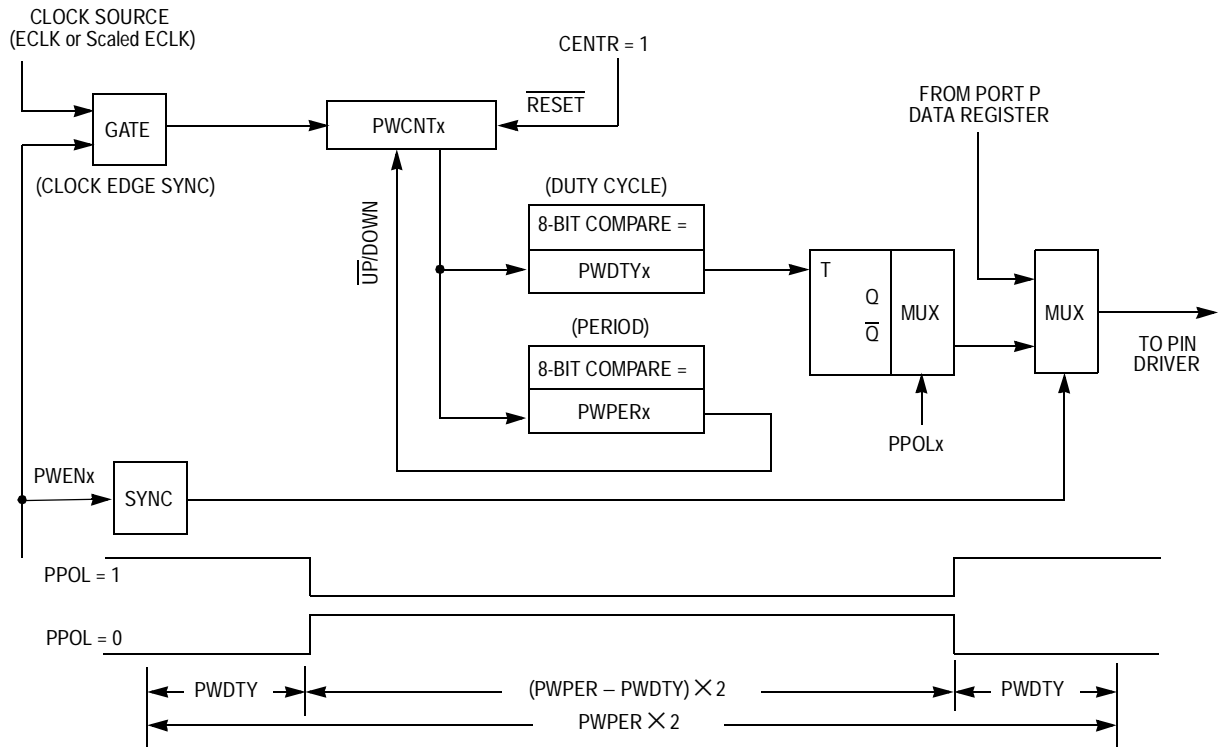 CLOCK SOURCE
(ECLK or Scaled ECLK)
CENTR = 1
FROM PORT P
DATA REGISTER
RESET
GATE
PWCNTx
(CLOCK EDGE SYNC)
(DUTY CYCLE)
8-BIT COMPARE =
PWDTYx
UP/DOWN
T
Q
Q
MUX
MUX
TO PIN
DRIVER
(PERIOD)
8-BIT COMPARE =
PWPERx
PPOLx
PWENx
SYNC
PPOL = 1
PPOL = 0
PWDTY
(PWPER – PWDTY) × 2
PWDTY
PWPER × 2